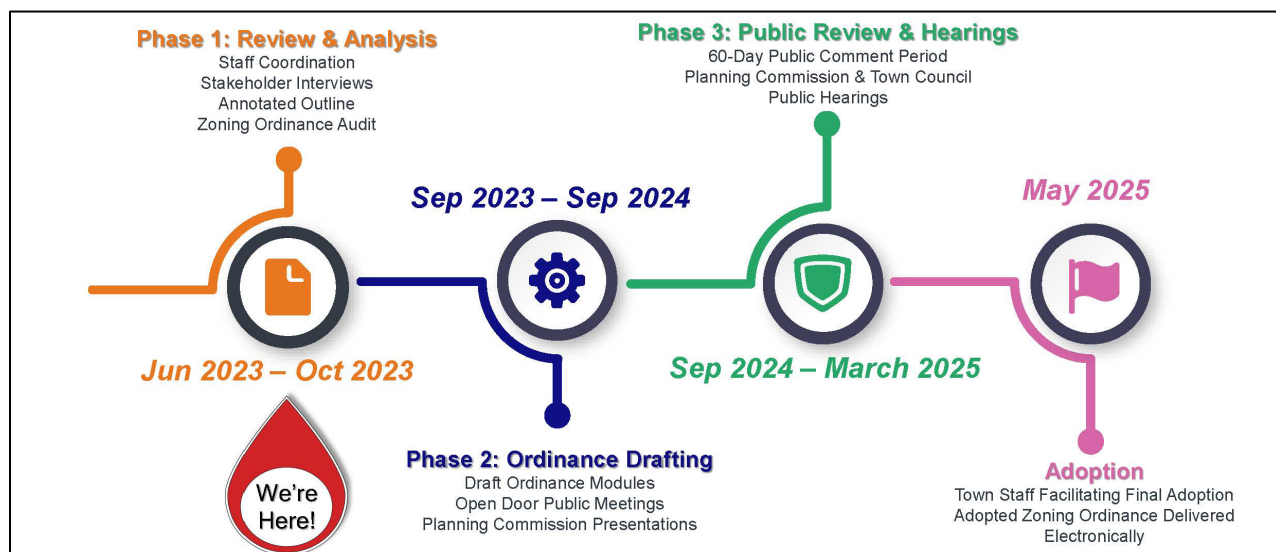 Phase 1: Review & Analysis
Staff Coordination
Stakeholder Interviews
Annotated Outline
Zoning Ordinance Audit
Jun 2023 – Oct 2023
We're
Here!
Sep 2023 – Sep 2024
Phase 2: Ordinance Drafting
Draft Ordinance Modules
Open Door Public Meetings
Planning Commission Presentations
Phase 3: Public Review & Hearings
60-Day Public Comment Period
Planning Commission & Town Council
Public Hearings
Sep 2024 – March 2025
May 2025
Adoption
Town Staff Facilitating Final Adoption
Adopted Zoning Ordinance Delivered
Electronically